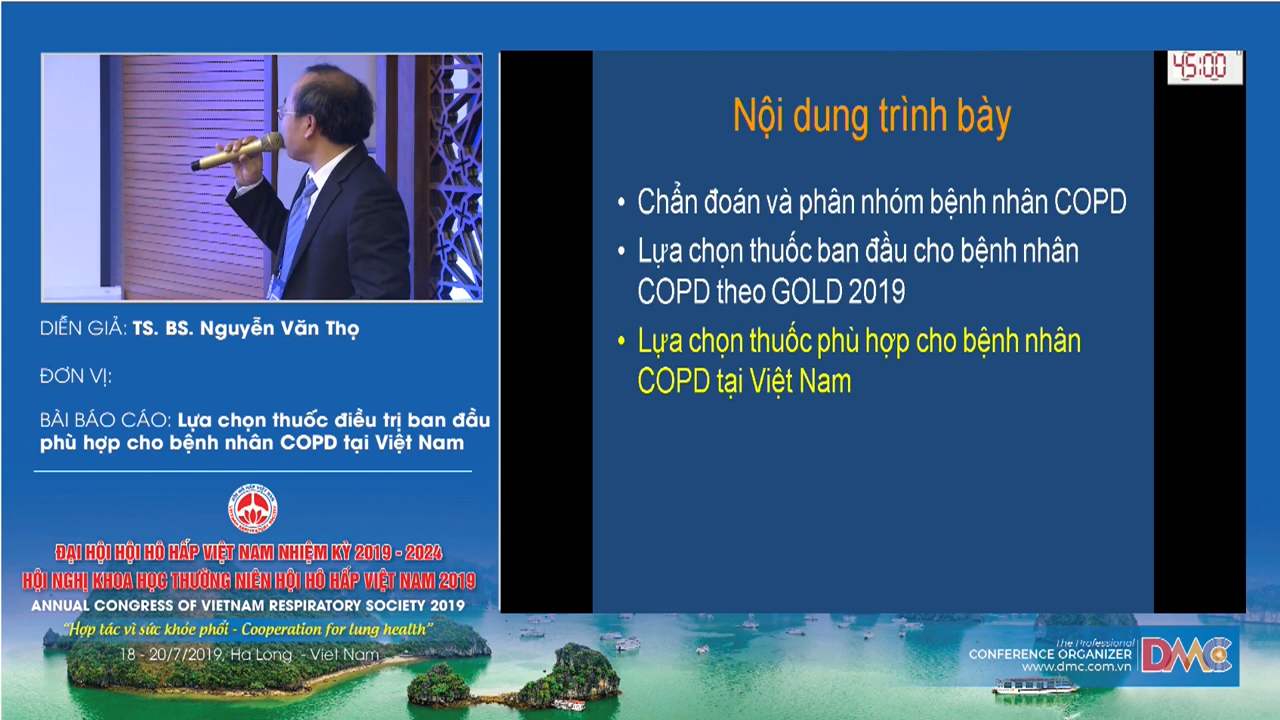 45:00
Nội dung trình bày
• Chẩn đoán và phân nhóm bệnh nhân COPD
• Lựa chọn thuốc ban đầu cho bệnh nhân
COPD theo GOLD 2019
• Lựa chọn thuốc phù hợp cho bệnh nhân
COPD tại Việt Nam
DIỄN GIẢ: TS. BS. Nguyễn Văn Thọ
ĐƠN VỊ:
BÀI BÁO CÁO: Lựa chọn thuốc điều trị ban đầu
phù hợp cho bệnh nhân COPD tại Việt Nam
ĐẠI HỘI HỘI HÔ HẤP VIỆT NAM NHIỆM KỲ 2019 - 2024
HỘI NGHỊ KHOA HỌC THƯỜNG NIÊN HỘI HÔ HẤP VIỆT NAM 2019
ANNUAL CONGRESS OF VIETNAM RESPIRATORY SOCIETY 2019
"Hợp tác vì sức khỏe phổi - Cooperation for lung health"
18 - 20/7/2019, Ha Long - Viet Nam
The Professional
CONFERENCE ORGANIZER
www.dmc.com.vn
DMC